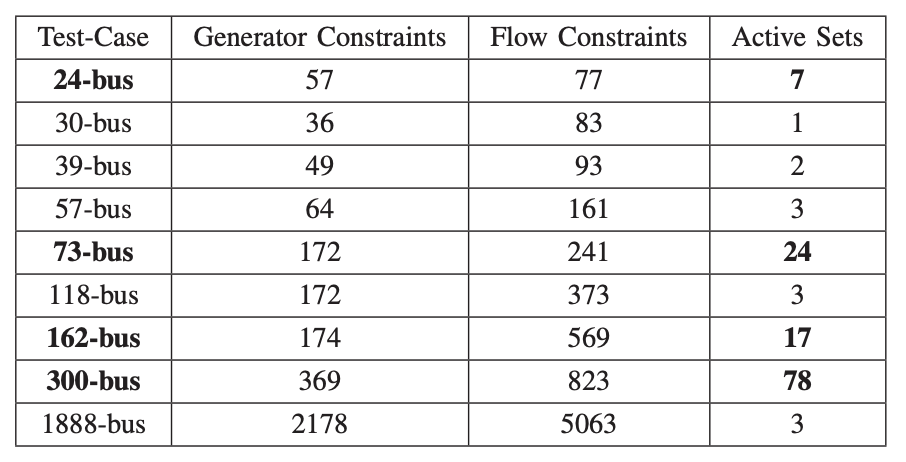 Test-Case Generator Constraints Flow Constraints Active Sets
24-bus 57 77 7
30-bus 36 83 1
39-bus 49 93 2
57-bus 64 161 3
73-bus 172 241 24
118-bus 172 373 3
162-bus 174 569 17
300-bus 369 823 78
1888-bus 2178 5063 3